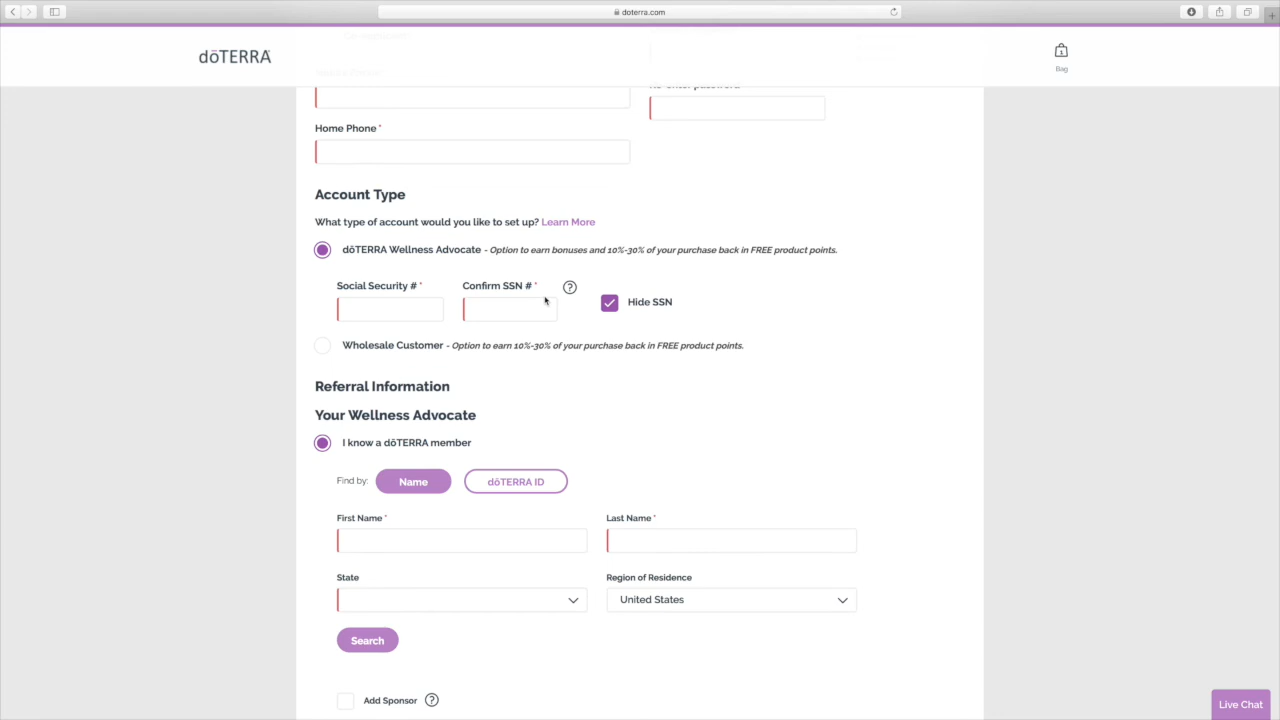 doterra.com
dōTERRA
1
Bag
Home Phone *
Account Type
What type of account would you like to set up? Learn More
dōTERRA Wellness Advocate - Option to earn bonuses and 10%-30% of your purchase back in FREE product points.
Social Security # *
Confirm SSN # *
?
Hide SSN
Wholesale Customer - Option to earn 10%-30% of your purchase back in FREE product points.
Referral Information
Your Wellness Advocate
I know a dōTERRA member
Find by:
Name
dōTERRA ID
First Name *
Last Name *
State
Region of Residence
United States
Search
Add Sponsor ?
Live Chat